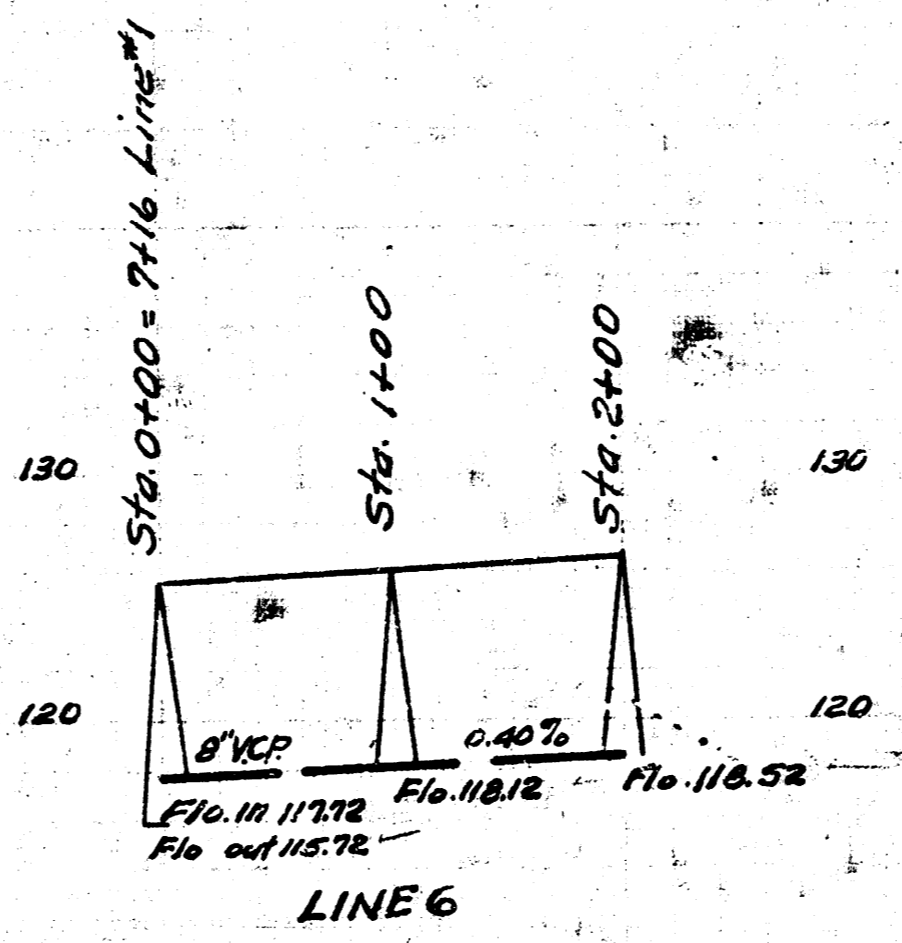 Sta. 0+00 = 7+16 Line #1
Sta. 1+00
Sta. 2+00
130
130
120
120
8" V.C.P.
0.40%
Flo. in 117.72
Flo. 118.12
Flo. 118.52
Flo out 115.72
LINE 6